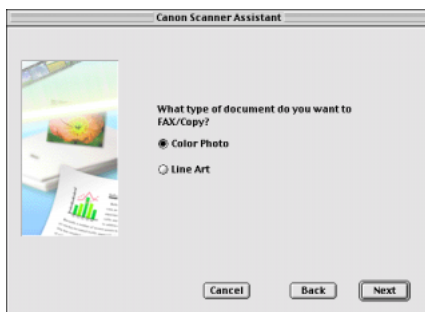 Canon Scanner Assistant
What type of document do you want to
FAX/Copy?
Color Photo
Line Art
Cancel Back Next